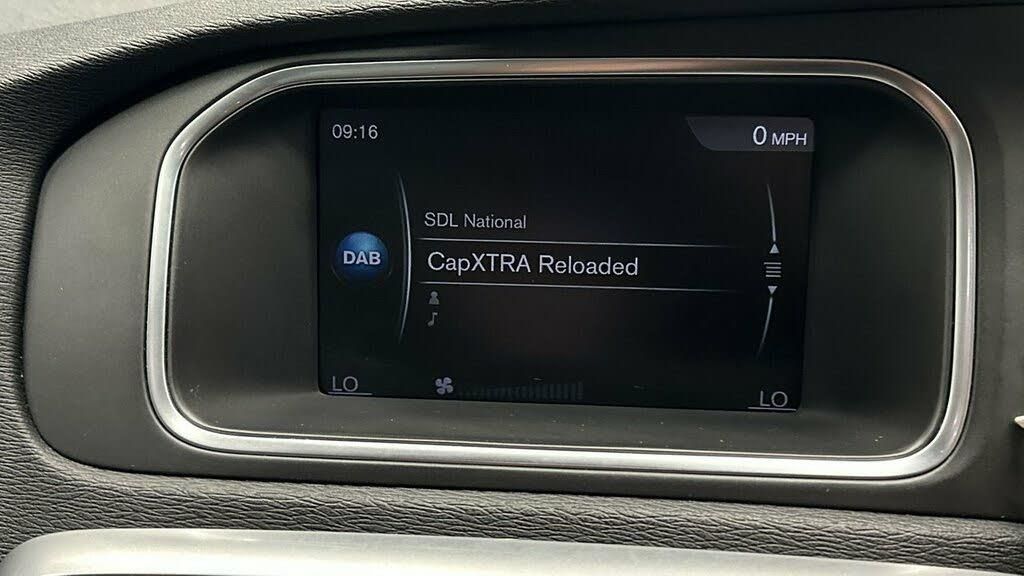 09:16
0 MPH
SDL National
DAB
CapXTRA Reloaded
LO
LO